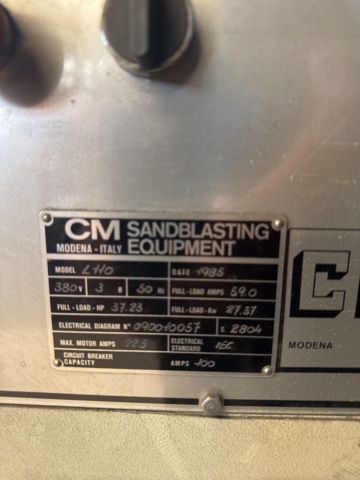 CM SANDBLASTING
MODENA - ITALY EQUIPMENT
MODEL L110 DATE 1985
380 V 3 Ø 50 Hz FULL-LOAD AMPS 59.0
FULL-LOAD-HP 37.23 FULL-LOAD-Kw 27.37
ELECTRICAL DIAGRAM N° 090010057 S. 2804
MAX. MOTOR AMPS 22.5 ELECTRICAL STANDARD IEC
CIRCUIT BREAKER
CAPACITY AMPS 100
C
MODENA